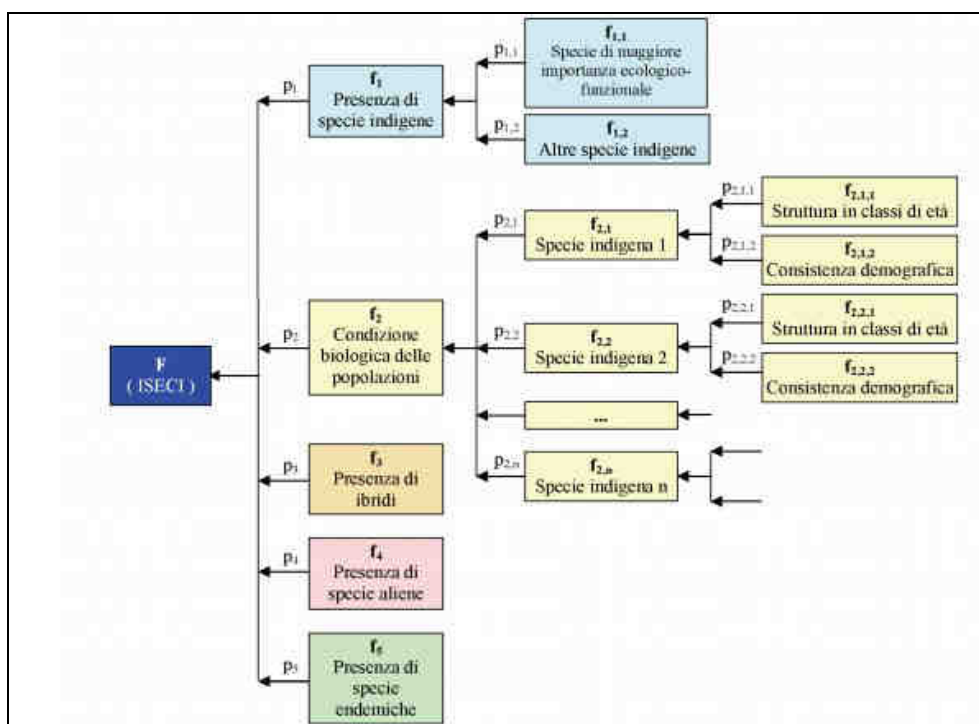 f1,1
Specie di maggiore
importanza ecologico-
funzionale
p1,1
f1
Presenza di
specie indigene
p1
p1,2
f1,2
Altre specie indigene
p2,1,1
f2,1,1
Struttura in classi di età
p2,1
f2,1
Specie indigena 1
p2,1,2
f2,1,2
Consistenza demografica
p2,2,1
f2,2,1
Struttura in classi di età
p2
f2
Condizione
biologica delle
popolazioni
p2,2
f2,2
Specie indigena 2
p2,2,2
f2,2,2
Consistenza demografica
F
( ISECI )
...
p2,n
f2,n
Specie indigena n
p3
f3
Presenza di
ibridi
p4
f4
Presenza di
specie aliene
p5
f5
Presenza di
specie
endemiche